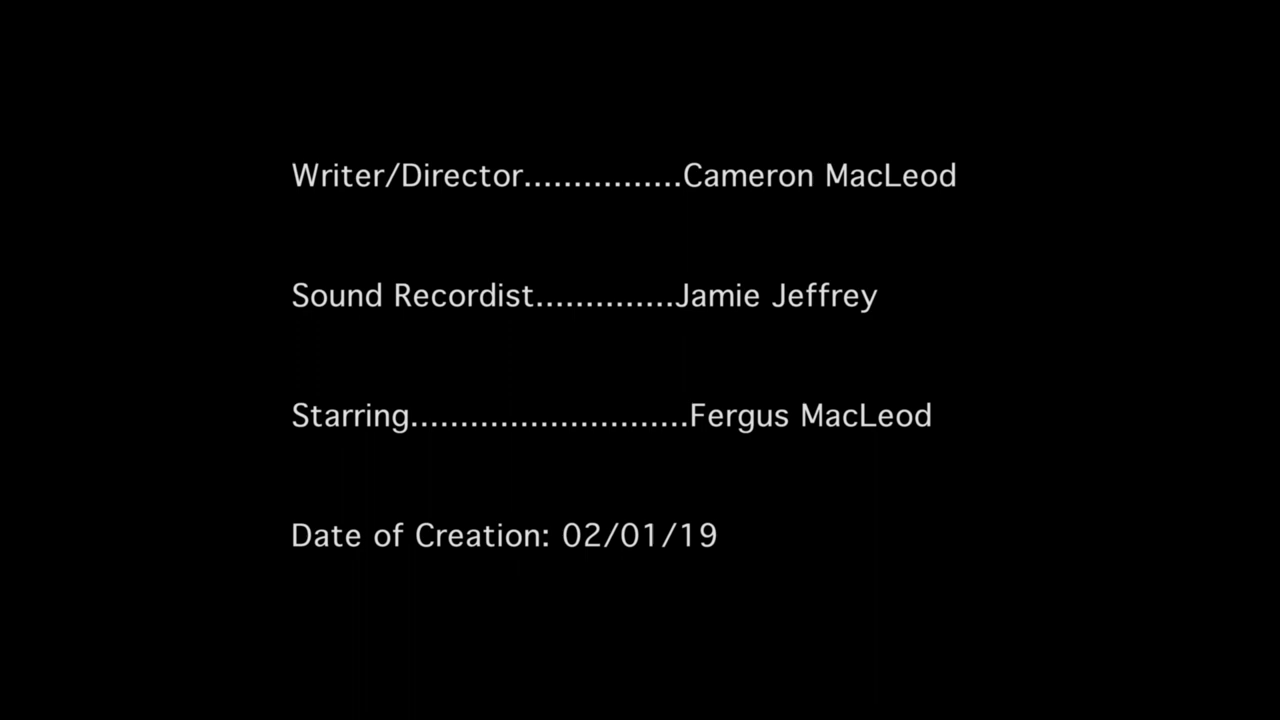 Writer/Director................Cameron MacLeod
Sound Recordist..............Jamie Jeffrey
Starring............................Fergus MacLeod
Date of Creation: 02/01/19